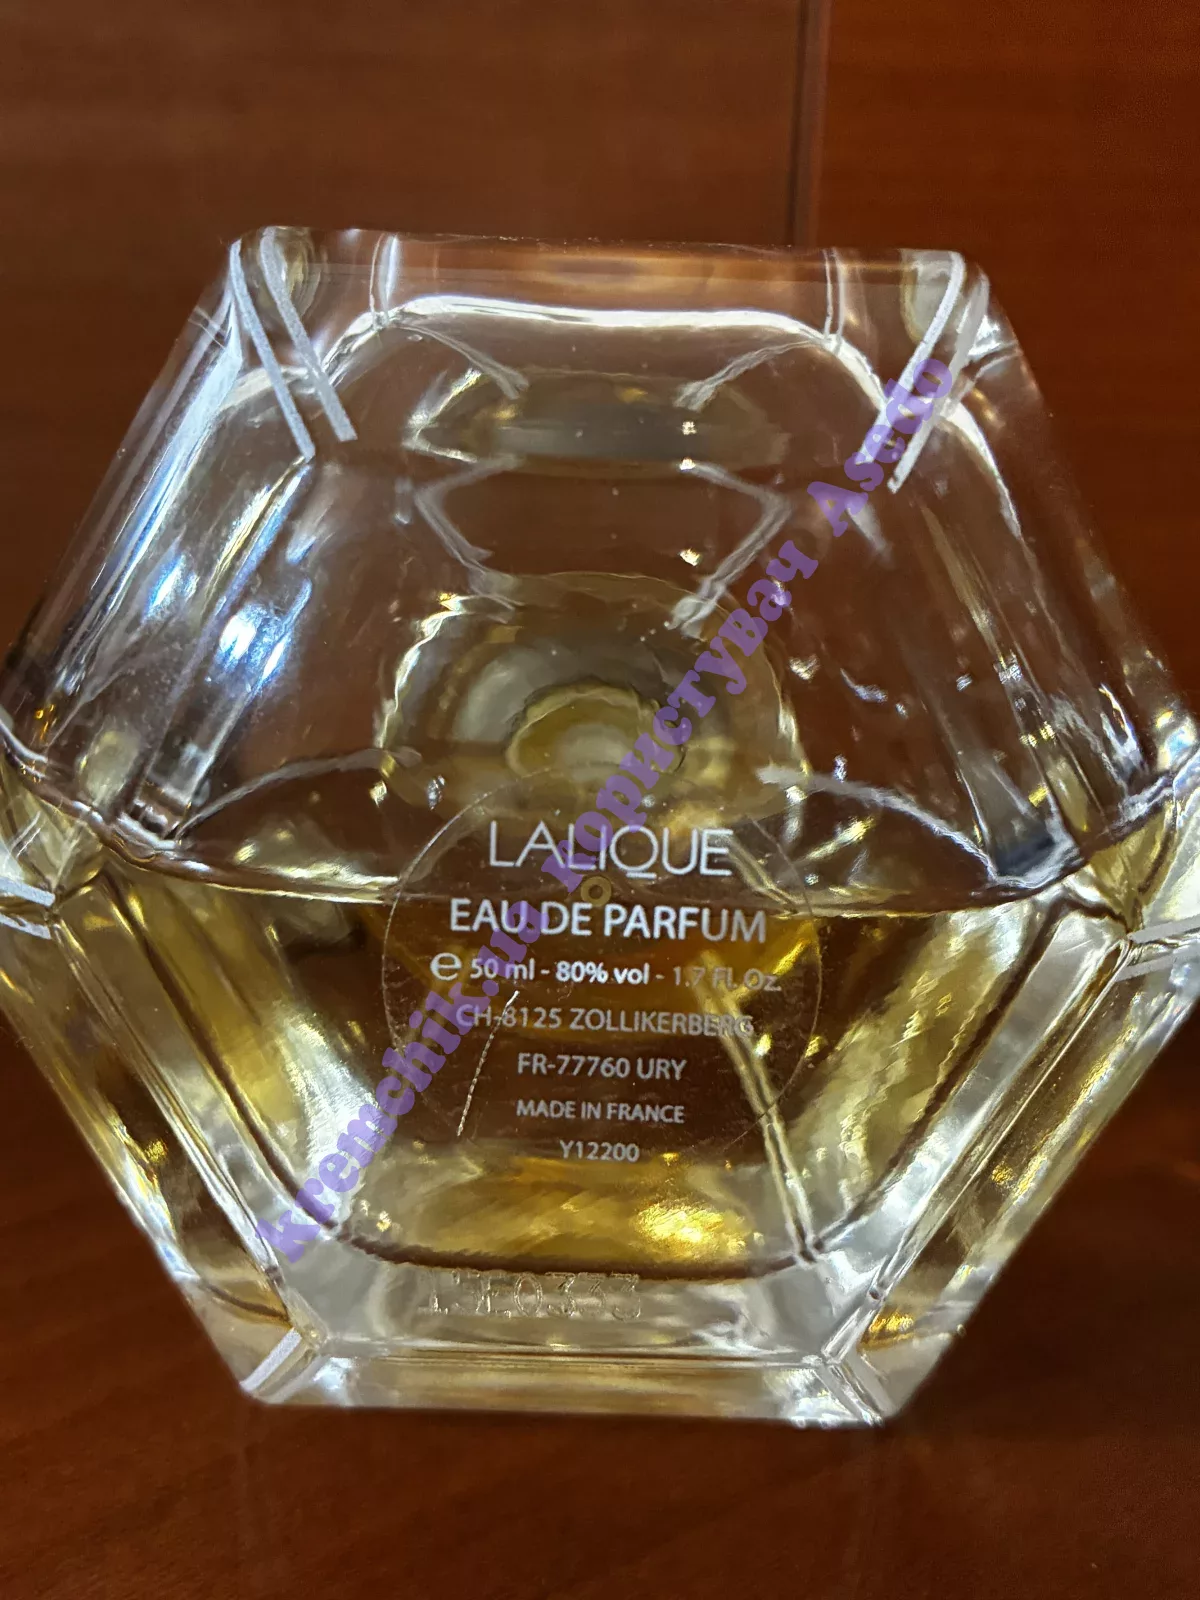 LALIQUE
EAU DE PARFUM
℮ 50 ml - 80% vol - 1.7 Fl. Oz.
CH-8125 ZOLLIKERBERG
FR-77760 URY
MADE IN FRANCE
Y12200
kremchik.ua користувач Asedo